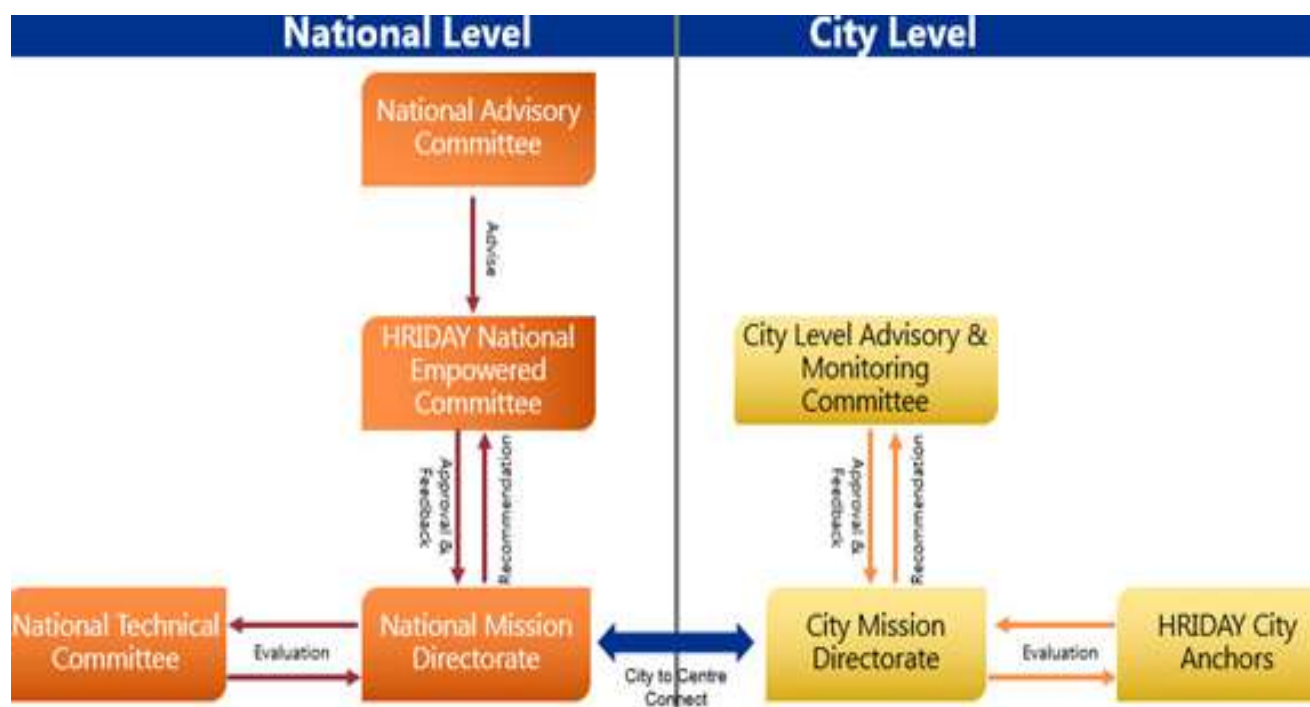 National Level
City Level
National Advisory
Committee
Advise
HRIDAY National
Empowered
Committee
City Level Advisory &
Monitoring
Committee
Approval &
Feedback
Recommendation
Approval &
Feedback
Recommendation
National Technical
Committee
Evaluation
National Mission
Directorate
City to Centre
Connect
City Mission
Directorate
Evaluation
HRIDAY City
Anchors